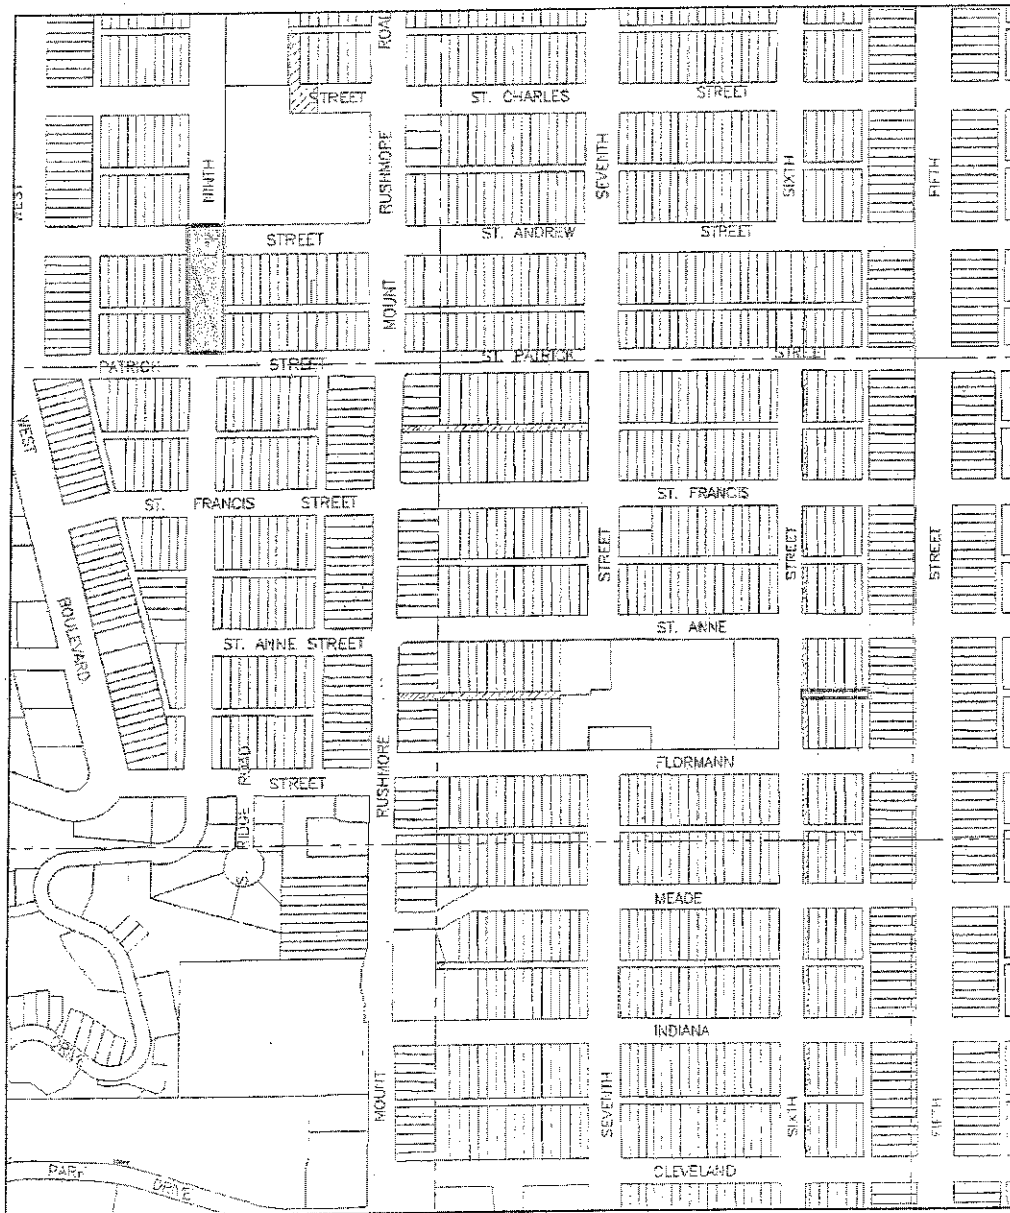 ROAD
STREET
ST. CHARLES
STREET
WEST
NINTH
RUSHMORE
SEVENTH
SIXTH
FIFTH
STREET
ST. ANDREW
STREET
MOUNT
PATRICK
STREET
ST. PATRICK
STREET
WEST
ST. FRANCIS
STREET
ST. FRANCIS
STREET
STREET
STREET
BOULEVARD
ST. ANNE STREET
ST. ANNE
RUSHMORE
S. RIDGE ROAD
STREET
FLORMANN
MEADE
INDIANA
MOUNT
SEVENTH
SIXTH
FIFTH
PARK
DRIVE
CLEVELAND